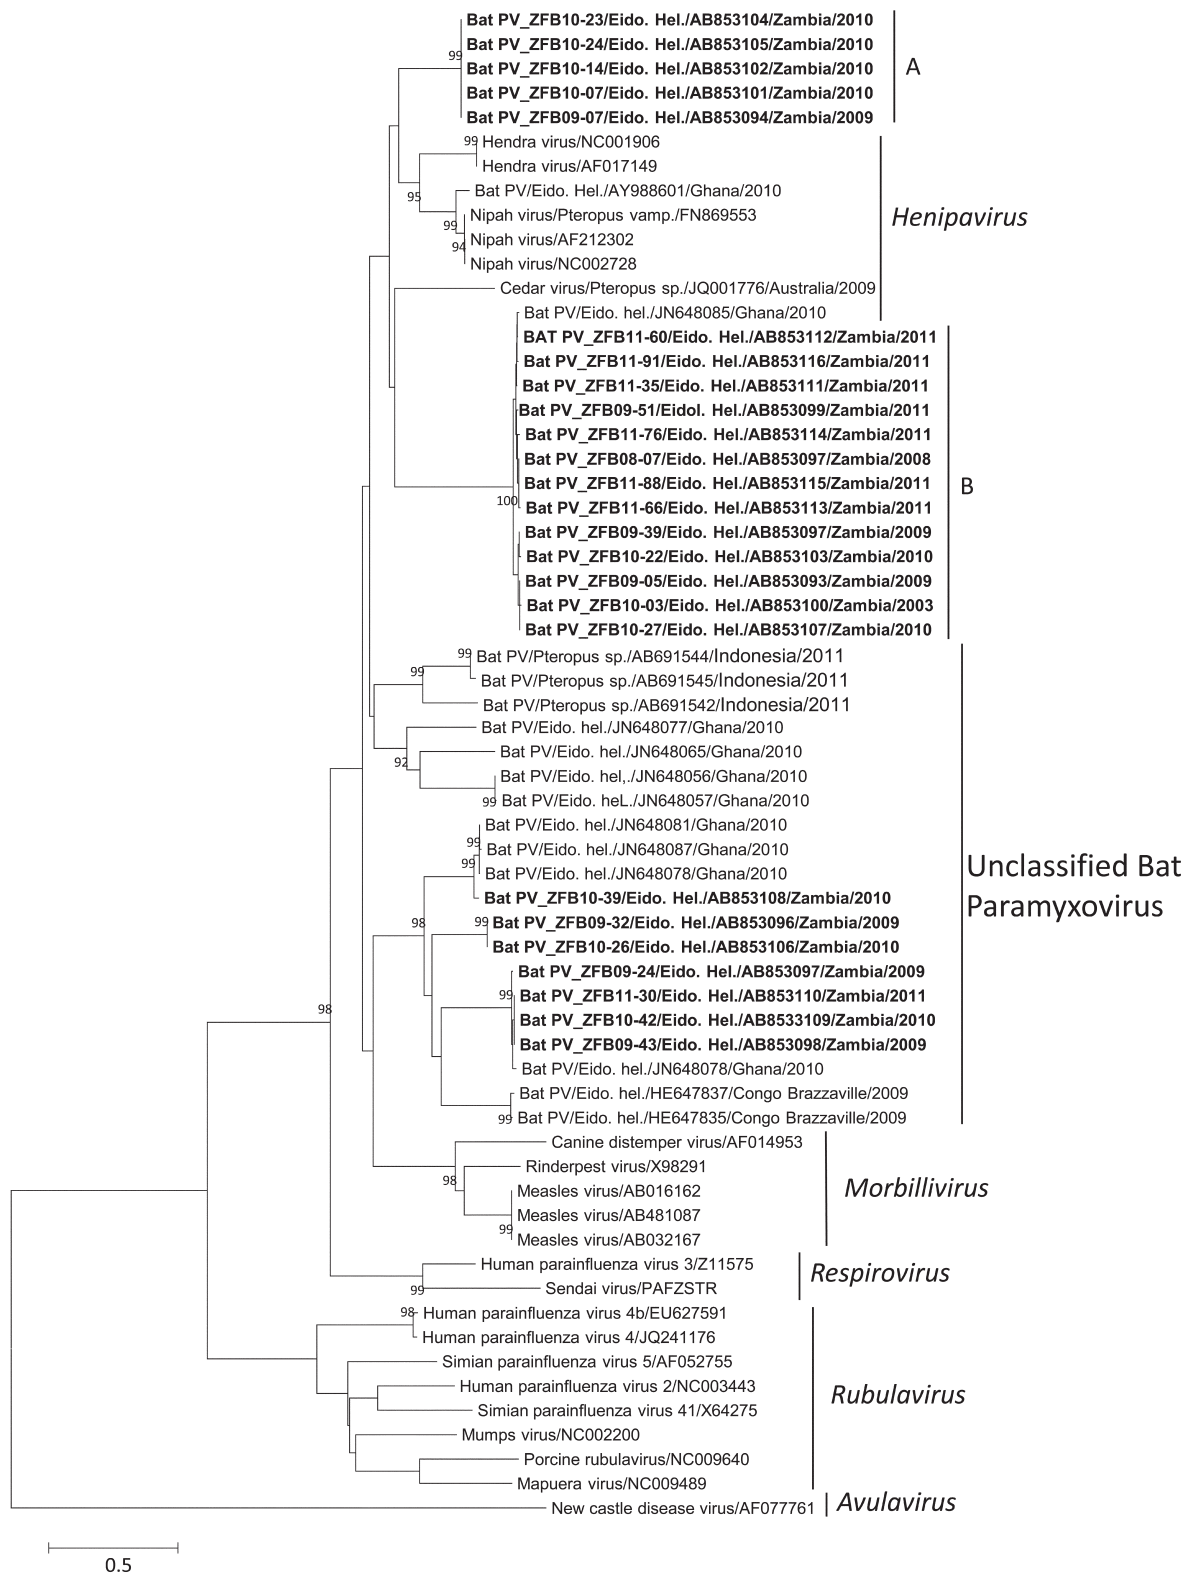 Bat PV_ZFB10-23/Eido. Hel./AB853104/Zambia/2010
Bat PV_ZFB10-24/Eido. Hel./AB853105/Zambia/2010
99
Bat PV_ZFB10-14/Eido. Hel./AB853102/Zambia/2010
A
Bat PV_ZFB10-07/Eido. Hel./AB853101/Zambia/2010
Bat PV_ZFB09-07/Eido. Hel./AB853094/Zambia/2009
99
Hendra virus/NC001906
Hendra virus/AF017149
95
Bat PV/Eido. Hel./AY988601/Ghana/2010
Nipah virus/Pteropus vamp./FN869553
Henipavirus
99
Nipah virus/AF212302
94
Nipah virus/NC002728
Cedar virus/Pteropus sp./JQ001776/Australia/2009
Bat PV/Eido. hel./JN648085/Ghana/2010
BAT PV_ZFB11-60/Eido. Hel./AB853112/Zambia/2011
Bat PV_ZFB11-91/Eido. Hel./AB853116/Zambia/2011
Bat PV_ZFB11-35/Eido. Hel./AB853111/Zambia/2011
Bat PV_ZFB09-51/Eidol. Hel./AB853099/Zambia/2011
Bat PV_ZFB11-76/Eido. Hel./AB853114/Zambia/2011
Bat PV_ZFB08-07/Eido. Hel./AB853097/Zambia/2008
Bat PV_ZFB11-88/Eido. Hel./AB853115/Zambia/2011
B
100
Bat PV_ZFB11-66/Eido. Hel./AB853113/Zambia/2011
Bat PV_ZFB09-39/Eido. Hel./AB853097/Zambia/2009
Bat PV_ZFB10-22/Eido. Hel./AB853103/Zambia/2010
Bat PV_ZFB09-05/Eido. Hel./AB853093/Zambia/2009
Bat PV_ZFB10-03/Eido. Hel./AB853100/Zambia/2003
Bat PV_ZFB10-27/Eido. Hel./AB853107/Zambia/2010
99
Bat PV/Pteropus sp./AB691544/Indonesia/2011
99
Bat PV/Pteropus sp./AB691545/Indonesia/2011
Bat PV/Pteropus sp./AB691542/Indonesia/2011
Bat PV/Eido. hel./JN648077/Ghana/2010
Bat PV/Eido. hel./JN648065/Ghana/2010
92
Bat PV/Eido. hel,./JN648056/Ghana/2010
99
Bat PV/Eido. heL./JN648057/Ghana/2010
Bat PV/Eido. hel./JN648081/Ghana/2010
99
Bat PV/Eido. hel./JN648087/Ghana/2010
99
Bat PV/Eido. hel./JN648078/Ghana/2010
Unclassified Bat
Paramyxovirus
Bat PV_ZFB10-39/Eido. Hel./AB853108/Zambia/2010
98
99
Bat PV_ZFB09-32/Eido. Hel./AB853096/Zambia/2009
Bat PV_ZFB10-26/Eido. Hel./AB853106/Zambia/2010
Bat PV_ZFB09-24/Eido. Hel./AB853097/Zambia/2009
99
Bat PV_ZFB11-30/Eido. Hel./AB853110/Zambia/2011
98
Bat PV_ZFB10-42/Eido. Hel./AB8533109/Zambia/2010
Bat PV_ZFB09-43/Eido. Hel./AB853098/Zambia/2009
Bat PV/Eido. hel./JN648078/Ghana/2010
Bat PV/Eido. hel./HE647837/Congo Brazzaville/2009
99
Bat PV/Eido. hel./HE647835/Congo Brazzaville/2009
Canine distemper virus/AF014953
Rinderpest virus/X98291
98
Measles virus/AB016162
Morbillivirus
Measles virus/AB481087
99
Measles virus/AB032167
Human parainfluenza virus 3/Z11575
Respirovirus
99
Sendai virus/PAFZSTR
98
Human parainfluenza virus 4b/EU627591
Human parainfluenza virus 4/JQ241176
Simian parainfluenza virus 5/AF052755
Human parainfluenza virus 2/NC003443
Rubulavirus
Simian parainfluenza virus 41/X64275
Mumps virus/NC002200
Porcine rubulavirus/NC009640
Mapuera virus/NC009489
New castle disease virus/AF077761
Avulavirus
0.5